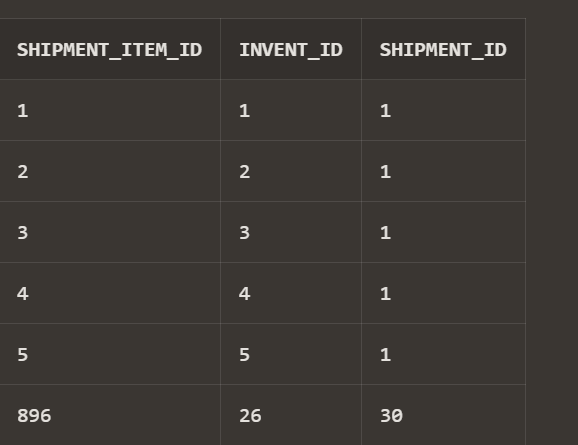 SHIPMENT_ITEM_ID INVENT_ID SHIPMENT_ID
1 1 1
2 2 1
3 3 1
4 4 1
5 5 1
896 26 30